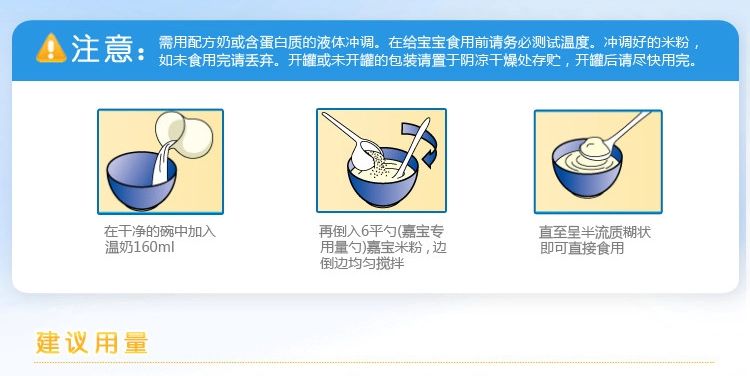 注意：
需用配方奶或含蛋白质的液体冲调。在给宝宝食用前请务必测试温度。冲调好的米粉，
如未食用完请丢弃。开罐或未开罐的包装请置于阴凉干燥处存贮，开罐后请尽快用完。
在干净的碗中加入
温奶160ml
再倒入6平勺(嘉宝专
用量勺)嘉宝米粉，边
倒边均匀搅拌
直至呈半流质糊状
即可直接食用
建议用量